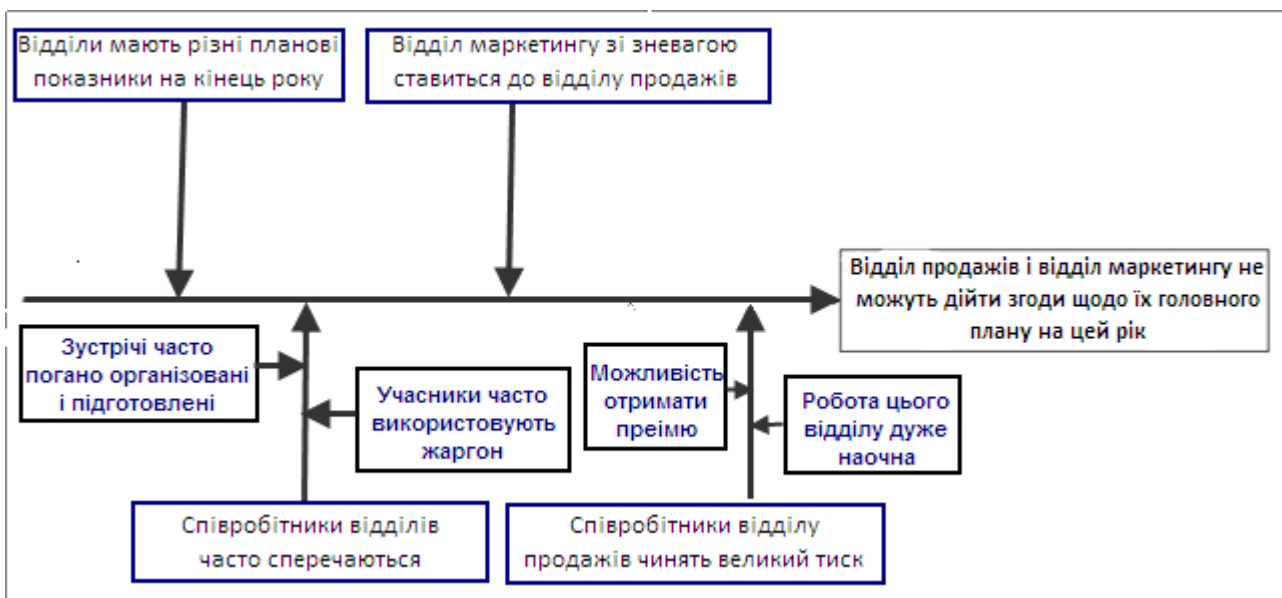 Відділи мають різні планові
показники на кінець року
Відділ маркетингу зі зневагою
ставиться до відділу продажів
Відділ продажів і відділ маркетингу не
можуть дійти згоди щодо їх головного
плану на цей рік
Зустрічі часто
погано організовані
і підготовлені
Учасники часто
використовують
жаргон
Можливість
отримати
преімю
Робота цього
відділу дуже
наочна
Співробітники відділів
часто сперечаються
Співробітники відділу
продажів чинять великий тиск